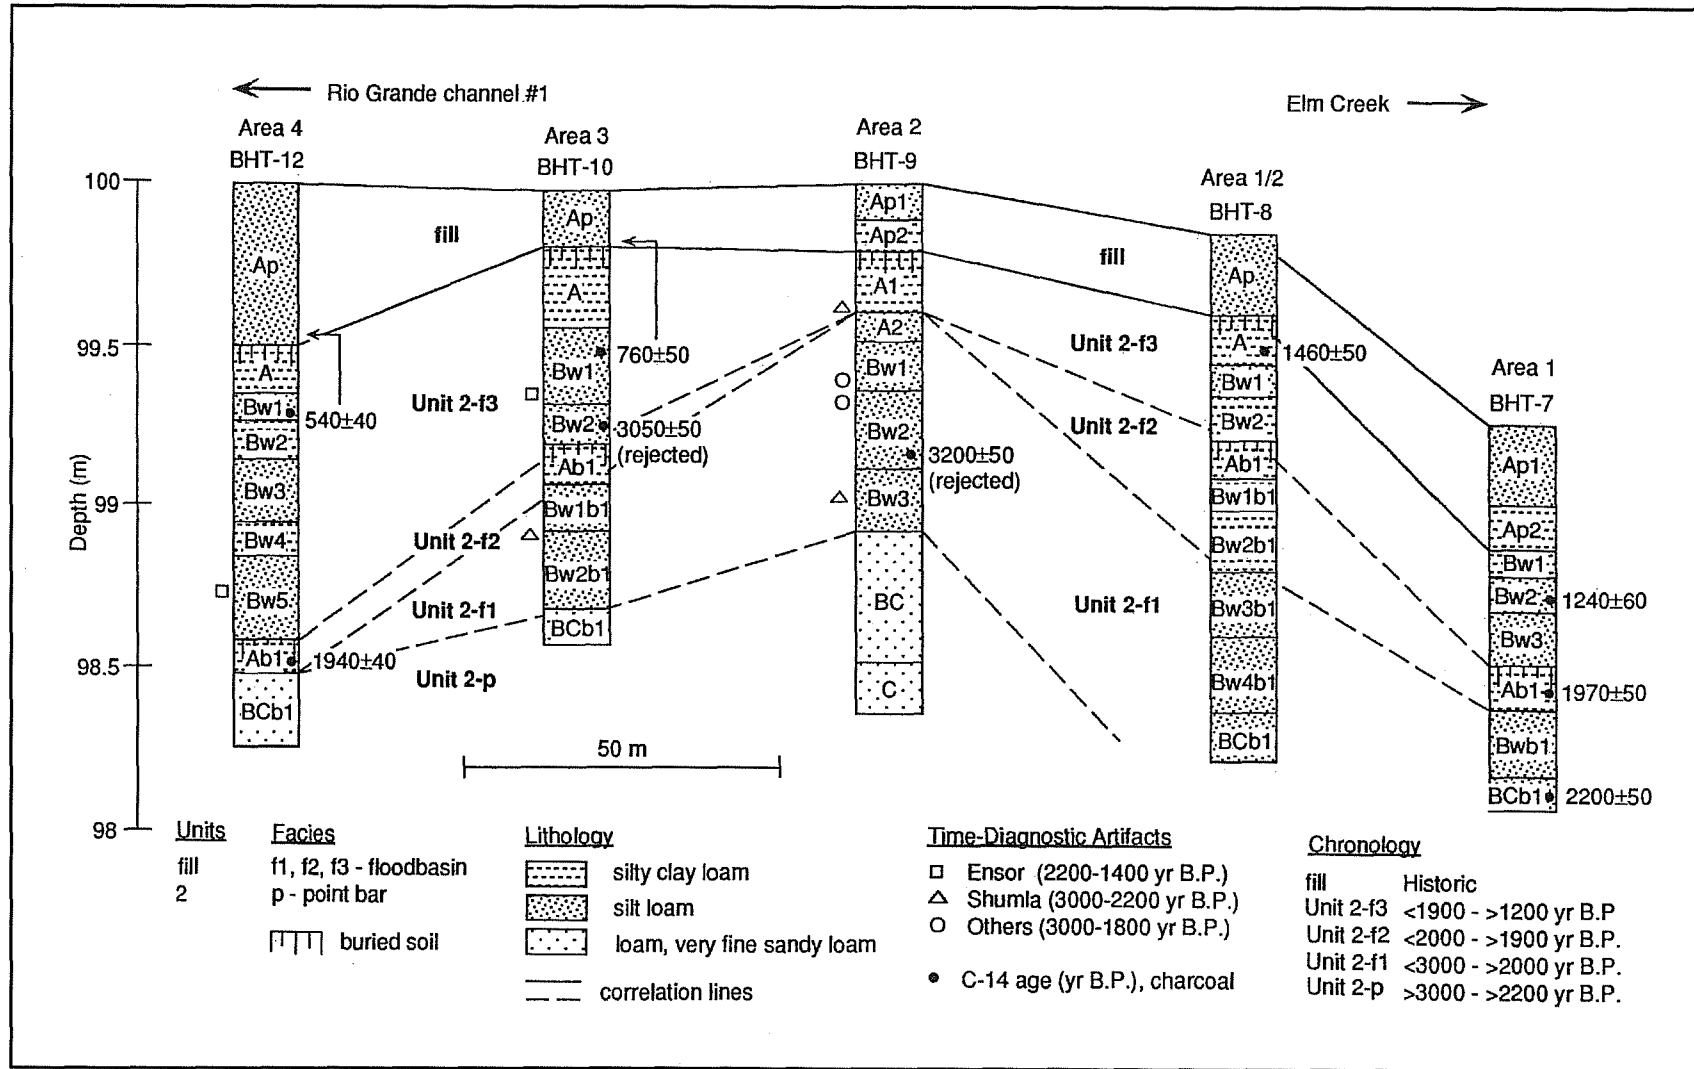 Rio Grande channel #1
Elm Creek
Area 4
BHT-12
Area 3
BHT-10
Area 2
BHT-9
Area 1/2
BHT-8
Area 1
BHT-7
Depth (m)
100
99.5
99
98.5
98
Ap
A
Bw1
Bw2
Bw3
Bw4
Bw5
Ab1
BCb1
540±40
1940±40
fill
Unit 2-f3
Unit 2-f2
Unit 2-f1
Unit 2-p
Ap
A
Bw1
Bw2
Ab1
Bw1b1
Bw2b1
BCb1
760±50
3050±50
(rejected)
Ap1
Ap2
A1
A2
Bw1
Bw2
Bw3
BC
C
3200±50
(rejected)
fill
Unit 2-f3
Unit 2-f2
Unit 2-f1
Ap
A
Bw1
Bw2
Ab1
Bw1b1
Bw2b1
Bw3b1
Bw4b1
BCb1
1460±50
Ap1
Ap2
Bw1
Bw2
Bw3
Ab1
Bwb1
BCb1
1240±60
1970±50
2200±50
50 m
Units
fill
2
Facies
f1, f2, f3 - floodbasin
p - point bar
buried soil
Lithology
silty clay loam
silt loam
loam, very fine sandy loam
correlation lines
Time-Diagnostic Artifacts
Ensor (2200-1400 yr B.P.)
Shumla (3000-2200 yr B.P.)
Others (3000-1800 yr B.P.)
C-14 age (yr B.P.), charcoal
Chronology
fill Historic
Unit 2-f3 <1900 - >1200 yr B.P
Unit 2-f2 <2000 - >1900 yr B.P.
Unit 2-f1 <3000 - >2000 yr B.P.
Unit 2-p >3000 - >2200 yr B.P.